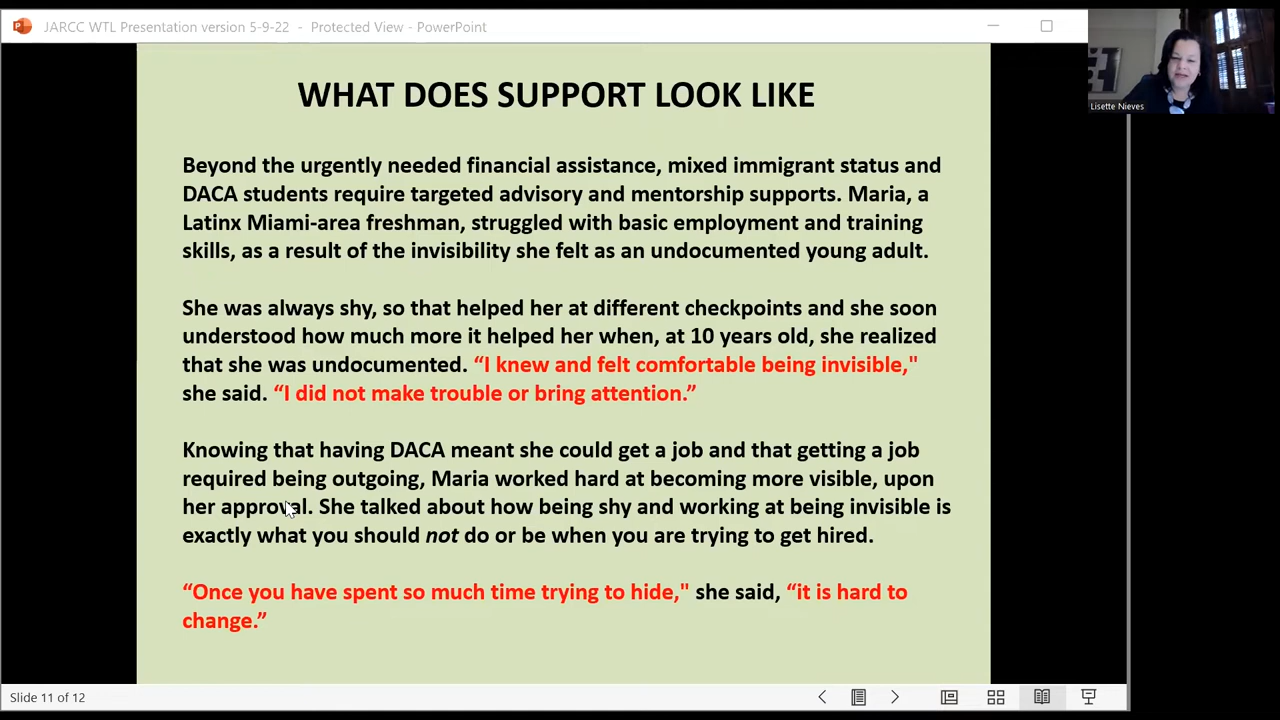 JARCC WTL Presentation version 5-9-22 - Protected View - PowerPoint
Lisette Nieves
WHAT DOES SUPPORT LOOK LIKE
Beyond the urgently needed financial assistance, mixed immigrant status and
DACA students require targeted advisory and mentorship supports. Maria, a
Latinx Miami-area freshman, struggled with basic employment and training
skills, as a result of the invisibility she felt as an undocumented young adult.
She was always shy, so that helped her at different checkpoints and she soon
understood how much more it helped her when, at 10 years old, she realized
that she was undocumented. “I knew and felt comfortable being invisible,"
she said. “I did not make trouble or bring attention.”
Knowing that having DACA meant she could get a job and that getting a job
required being outgoing, Maria worked hard at becoming more visible, upon
her approval. She talked about how being shy and working at being invisible is
exactly what you should not do or be when you are trying to get hired.
“Once you have spent so much time trying to hide," she said, “it is hard to
change.”
Slide 11 of 12